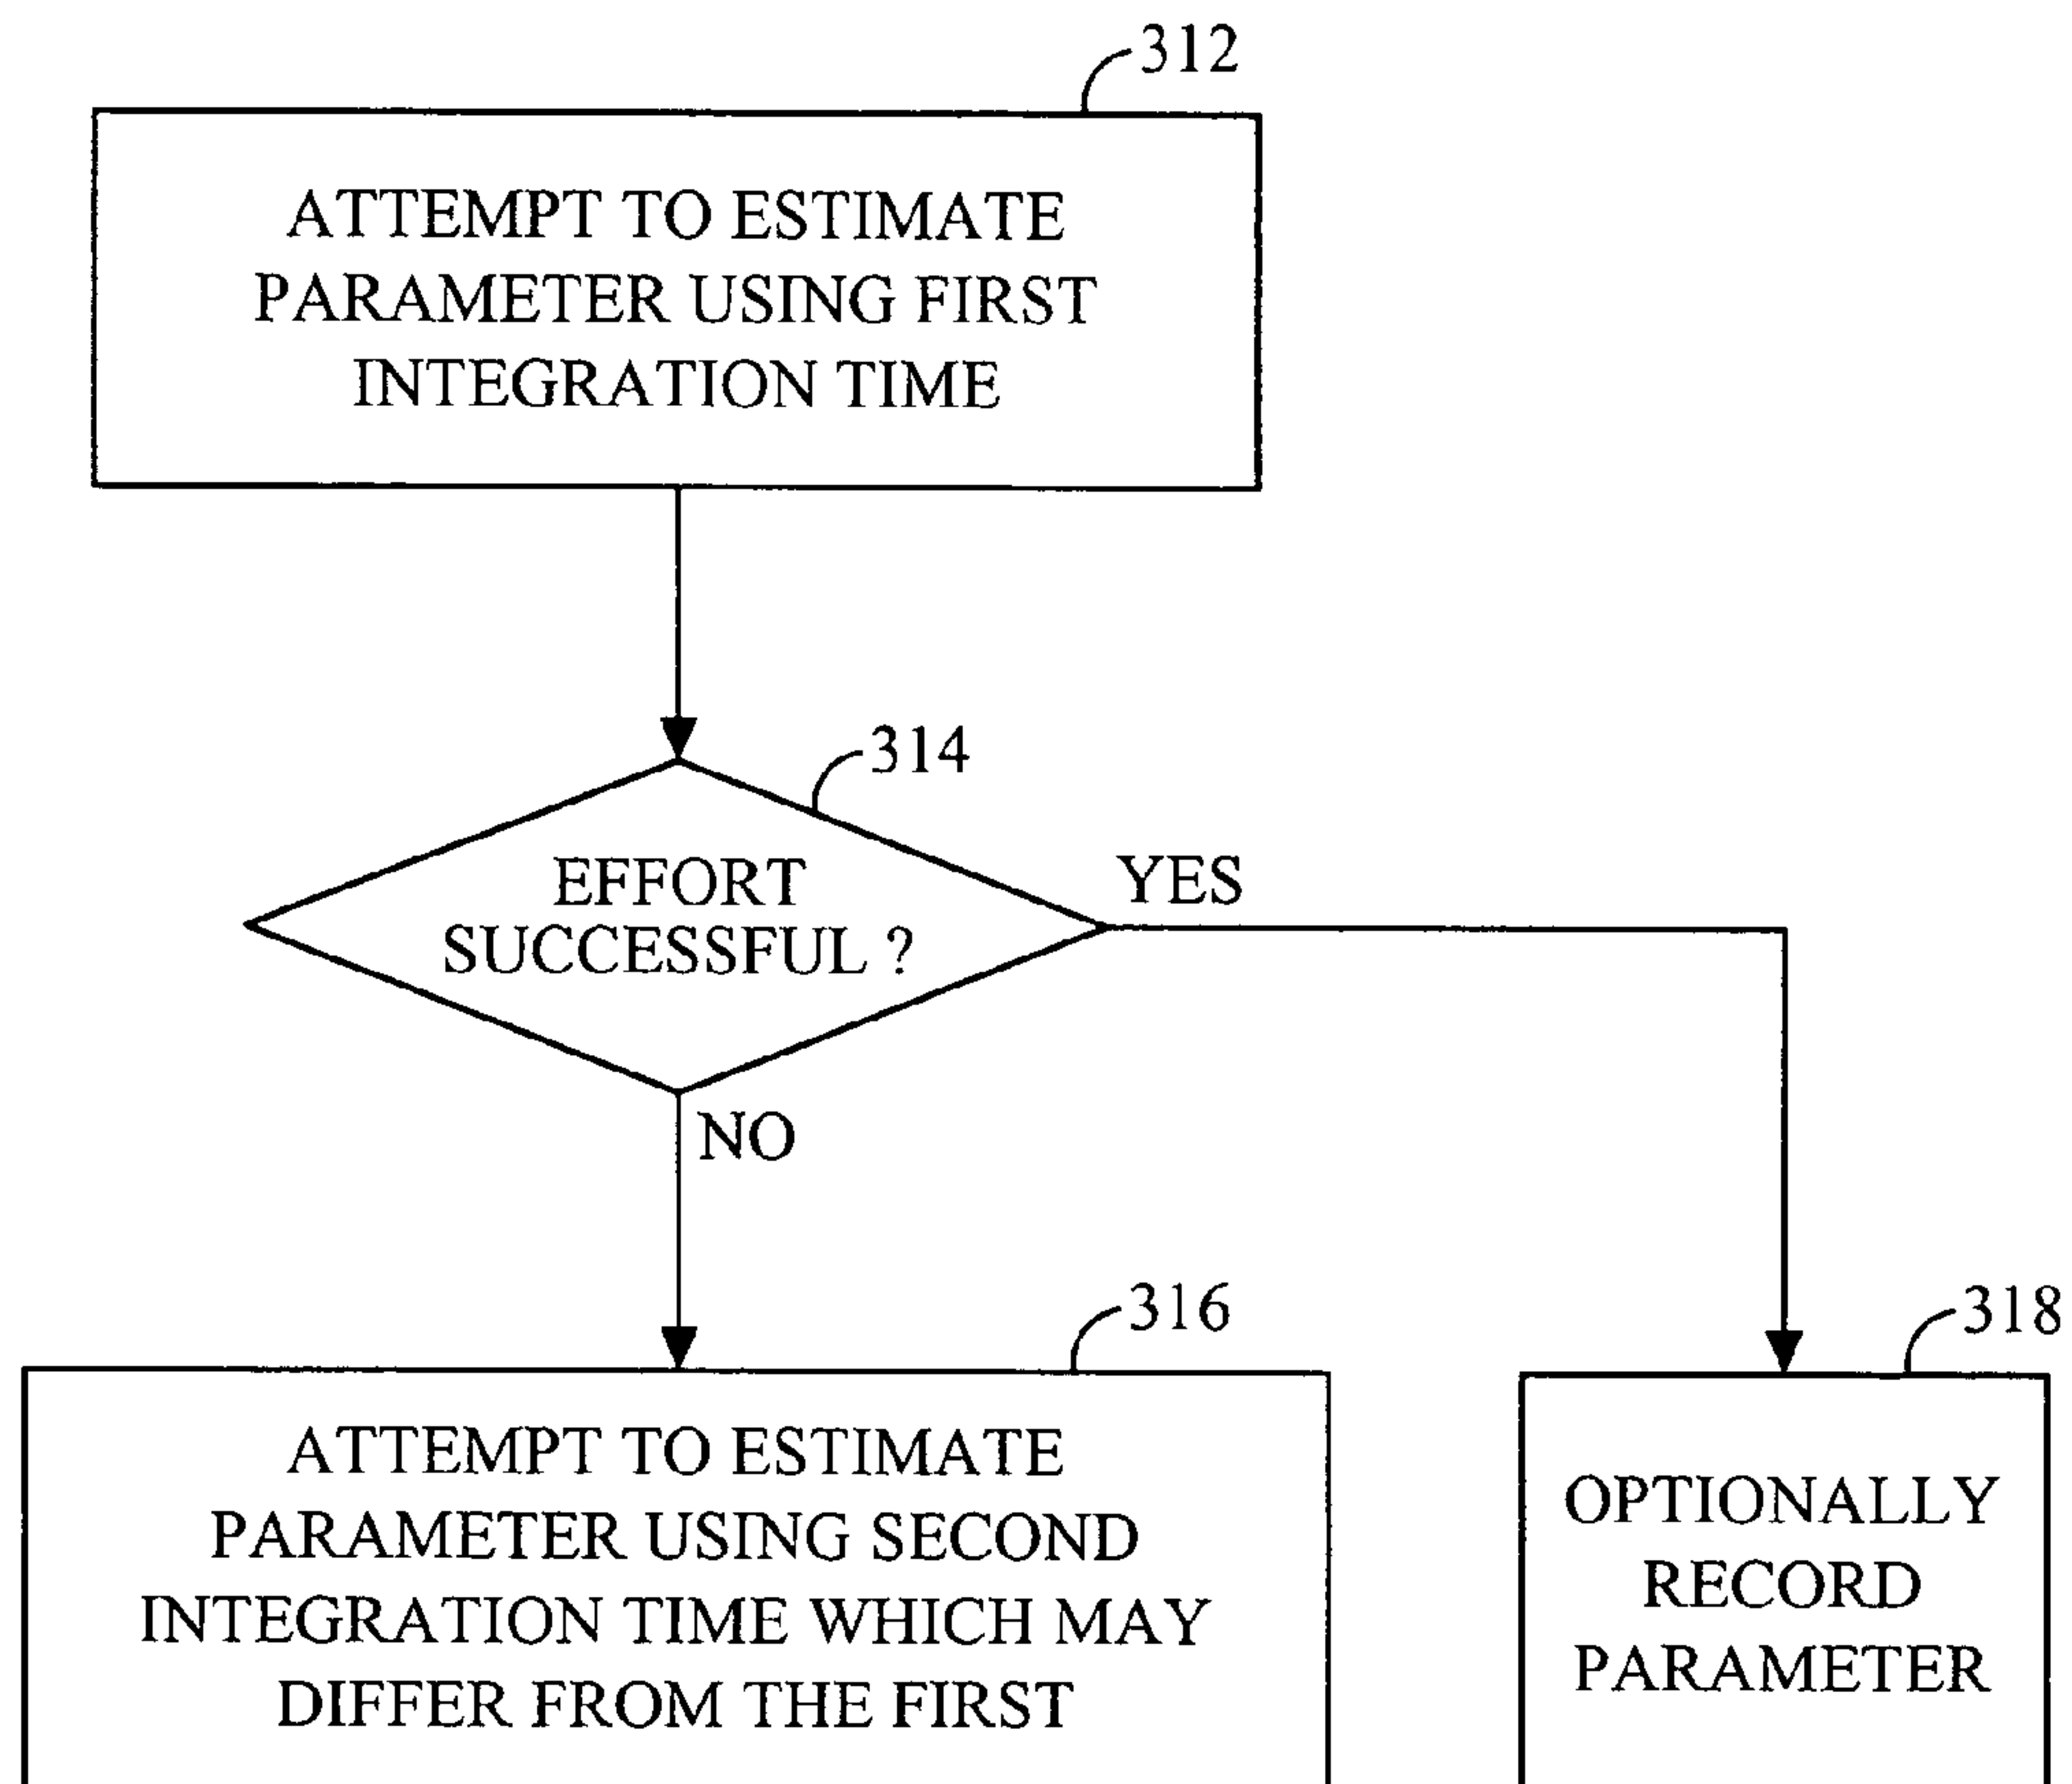 312
ATTEMPT TO ESTIMATE
PARAMETER USING FIRST
INTEGRATION TIME
314
EFFORT
SUCCESSFUL ?
YES
NO
316
ATTEMPT TO ESTIMATE
PARAMETER USING SECOND
INTEGRATION TIME WHICH MAY
DIFFER FROM THE FIRST
318
OPTIONALLY
RECORD
PARAMETER